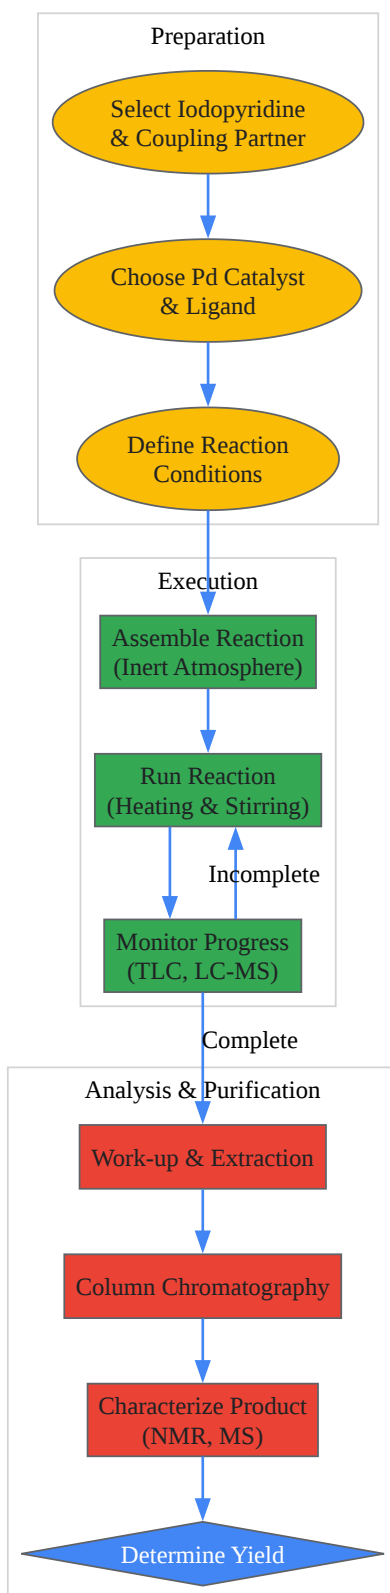 Preparation
Select Iodopyridine
& Coupling Partner
Choose Pd Catalyst
& Ligand
Define Reaction
Conditions
Execution
Assemble Reaction
(Inert Atmosphere)
Run Reaction
(Heating & Stirring)
Incomplete
Monitor Progress
(TLC, LC-MS)
Complete
Analysis & Purification
Work-up & Extraction
Column Chromatography
Characterize Product
(NMR, MS)
Determine Yield